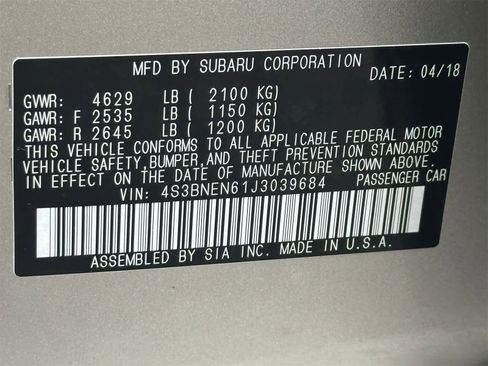 MFD BY SUBARU CORPORATION
DATE: 04/18
GVWR: 4629 LB ( 2100 KG)
GAWR: F 2535 LB ( 1150 KG)
GAWR: R 2645 LB ( 1200 KG)
THIS VEHICLE CONFORMS TO ALL APPLICABLE FEDERAL MOTOR
VEHICLE SAFETY, BUMPER, AND THEFT PREVENTION STANDARDS
IN EFFECT ON THE DATE OF MANUFACTURE SHOWN ABOVE.
VIN: 4S3BNEN61J3039684 PASSENGER CAR
ASSEMBLED BY SIA INC. MADE IN U.S.A.